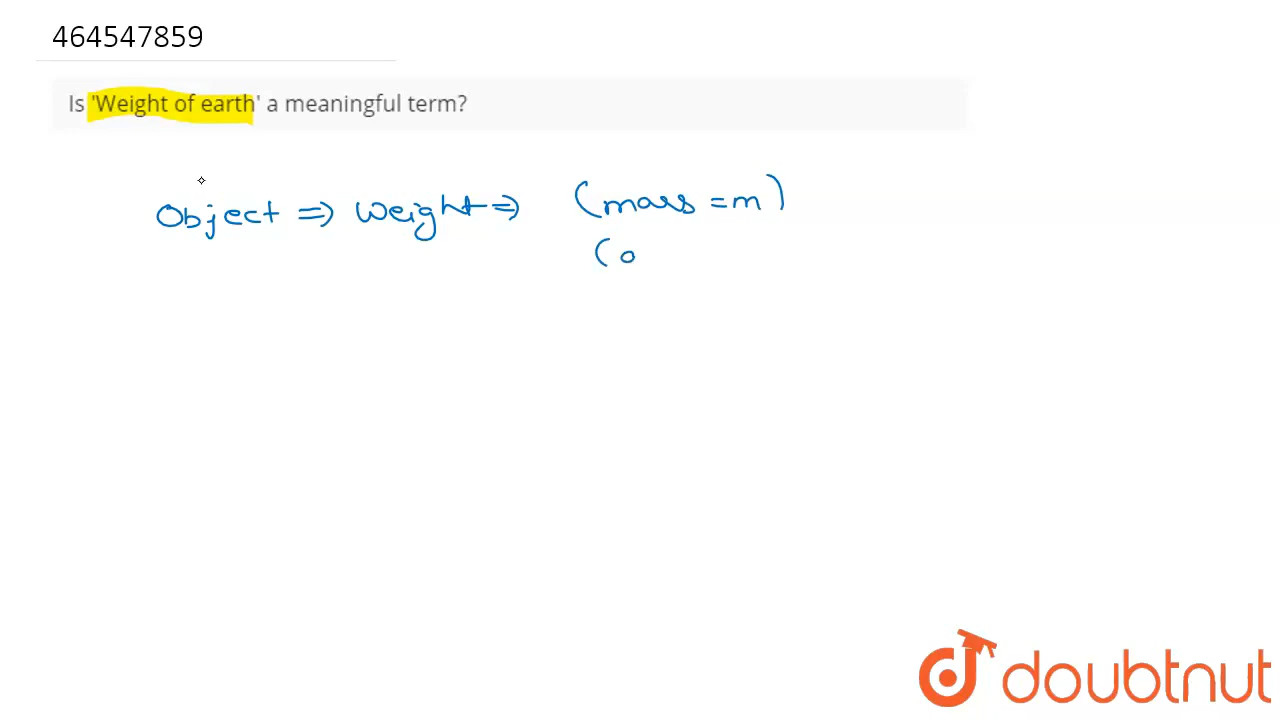 464547859
Is 'Weight of earth' a meaningful term?
Object ⇒ Weight ⇒ (mass = m)
(o
doubtnut